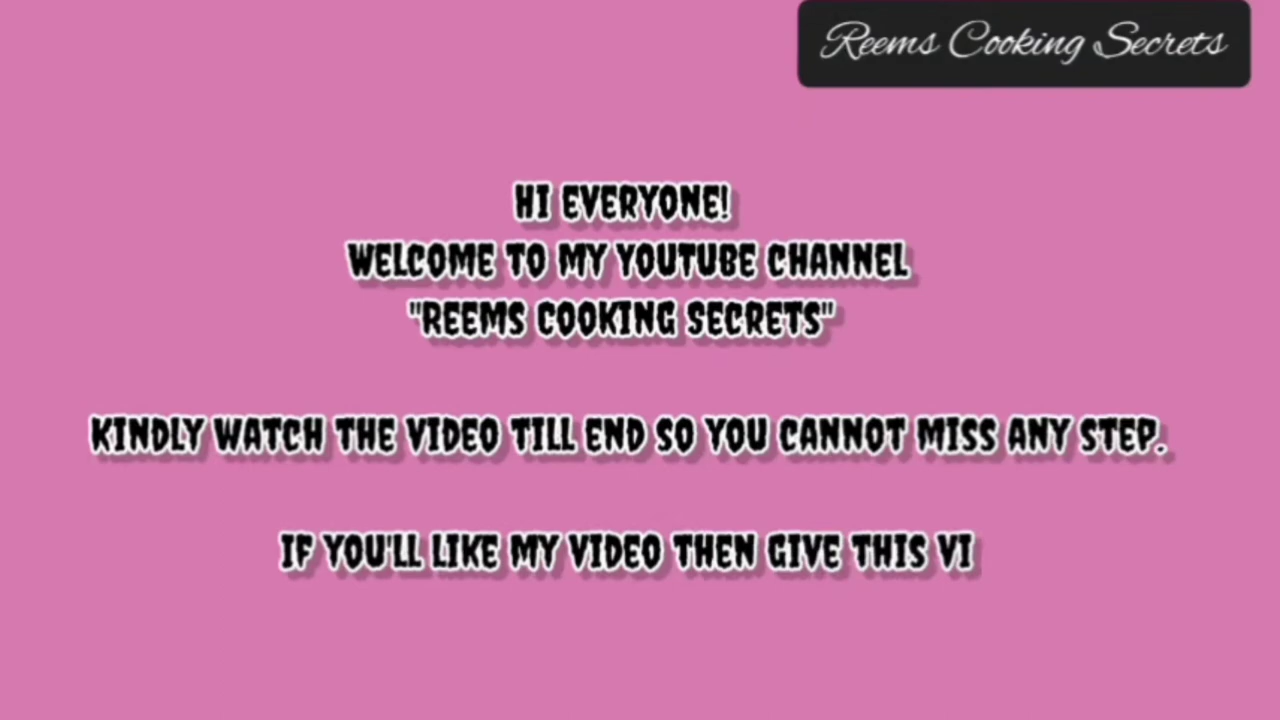 Reems Cooking Secrets
HI EVERYONE!
WELCOME TO MY YOUTUBE CHANNEL
"REEMS COOKING SECRETS"
KINDLY WATCH THE VIDEO TILL END SO YOU CANNOT MISS ANY STEP.
IF YOU'LL LIKE MY VIDEO THEN GIVE THIS VI